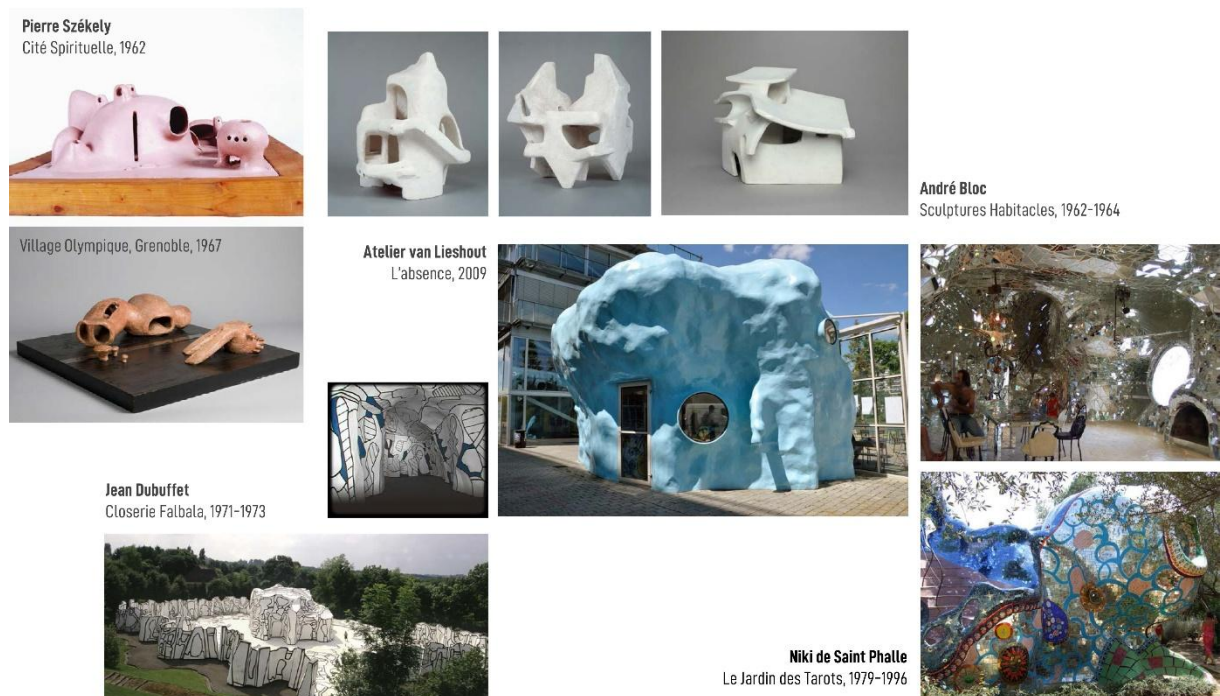 Pierre Székely
Cité Spirituelle, 1962
André Bloc
Sculptures Habitacles, 1962-1964
Village Olympique, Grenoble, 1967
Atelier van Lieshout
L'absence, 2009
Jean Dubuffet
Closerie Falbala, 1971-1973
Niki de Saint Phalle
Le Jardin des Tarots, 1979-1996